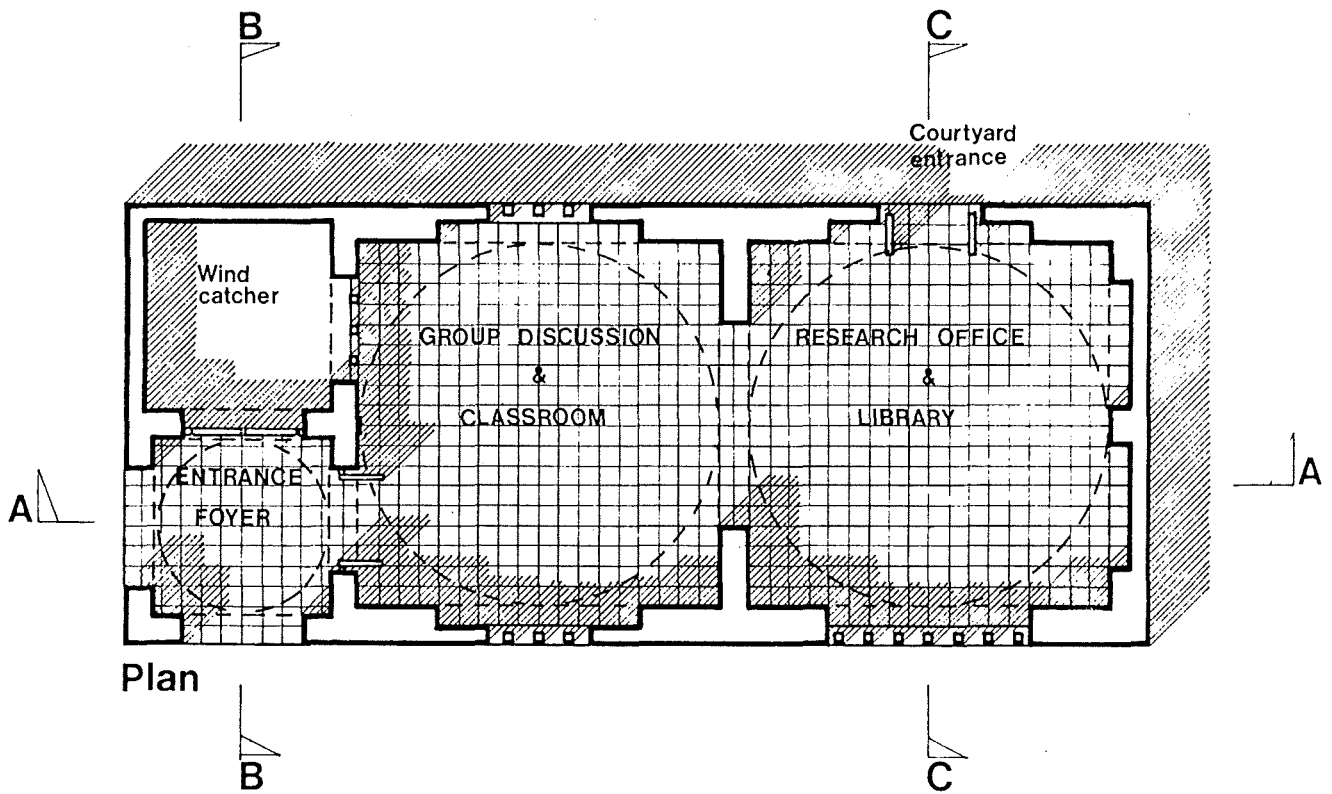 B
C
Courtyard
entrance
Wind
catcher
GROUP DISCUSSION
&
CLASSROOM
RESEARCH OFFICE
&
LIBRARY
ENTRANCE
FOYER
A
A
Plan
B
C